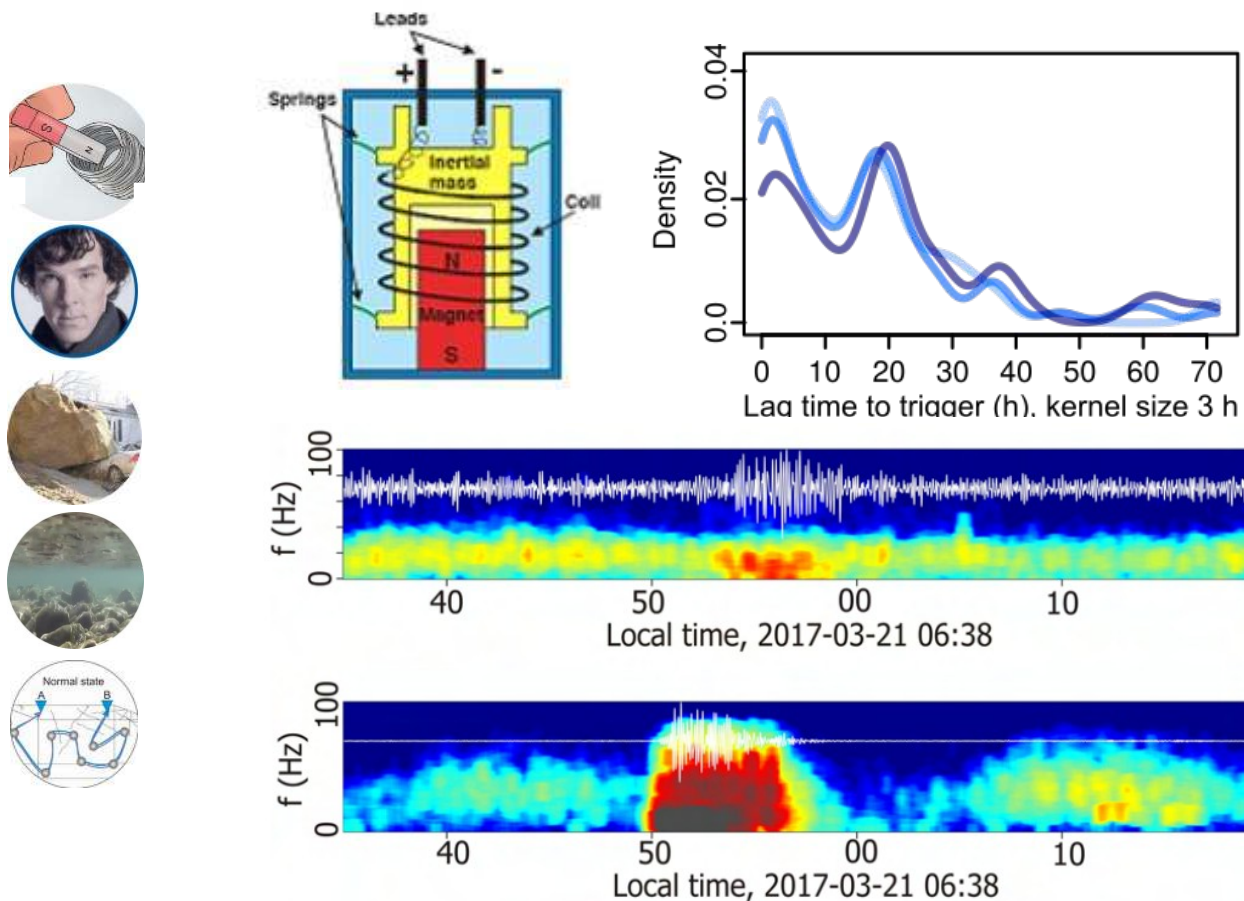 S
N
Normal state
A
B
Leads
+
-
Springs
Inertial
mass
Coil
N
Magnet
S
Density
0.04
0.02
0.0
0 10 20 30 40 50 60 70
Lag time to trigger (h), kernel size 3 h
f (Hz)
100
0
40 50 00 10
Local time, 2017-03-21 06:38
f (Hz)
100
0
40 50 00 10
Local time, 2017-03-21 06:38